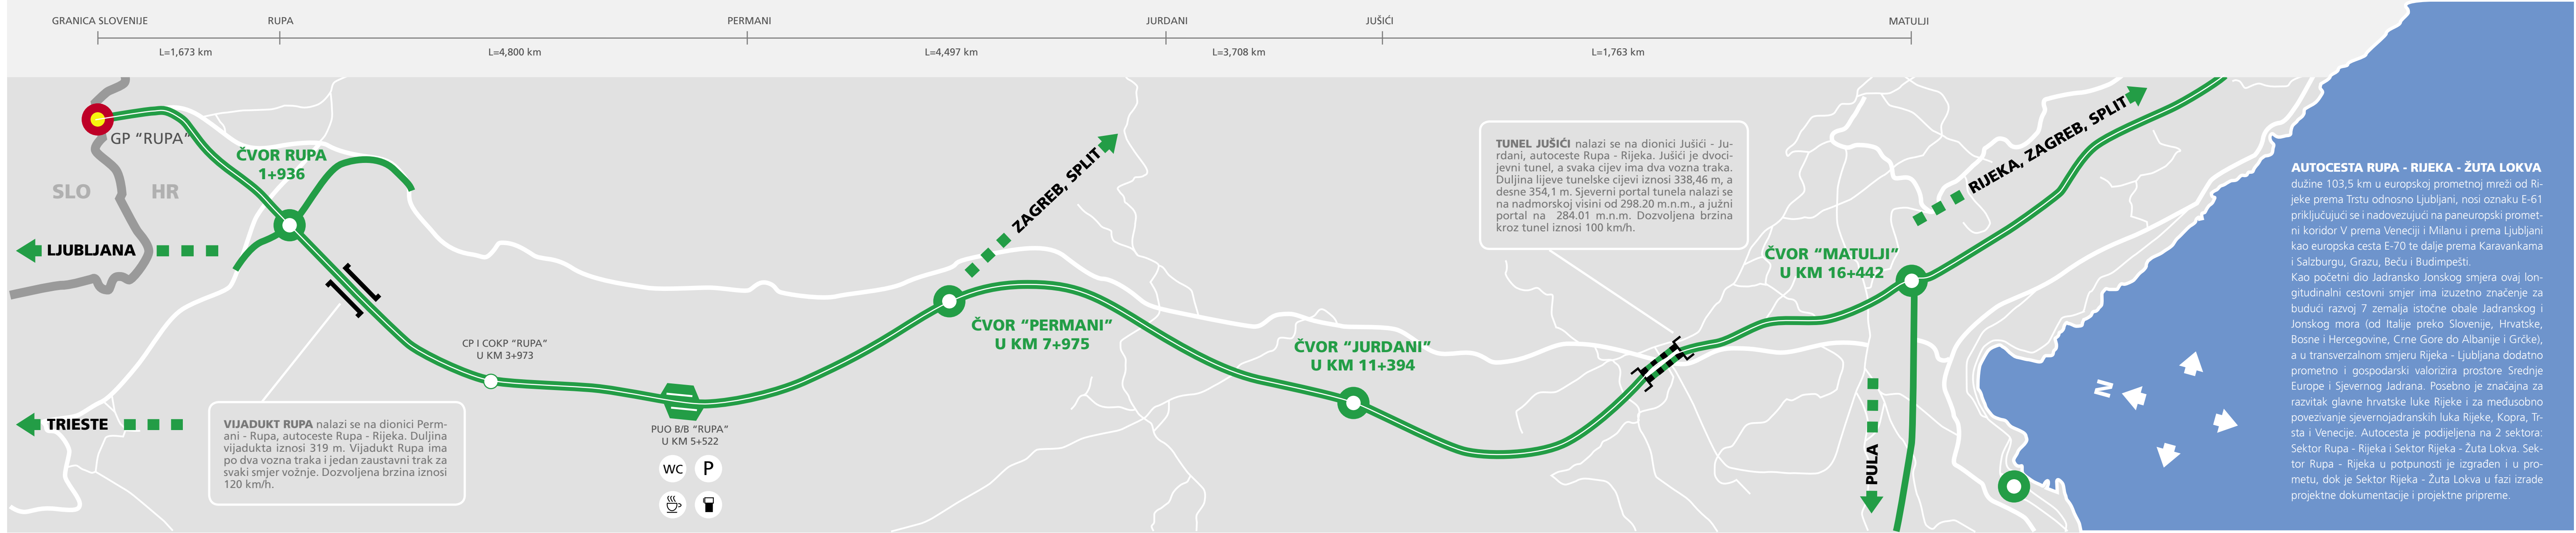 GRANICA SLOVENIJE RUPA PERMANI JURDANI JUŠIĆI MATULJI
L=1,673 km L=4,800 km L=4,497 km L=3,708 km L=1,763 km
GP “RUPA”
ČVOR RUPA
1+936
SLO HR
LJUBLJANA
TRIESTE
VIJADUKT RUPA nalazi se na dionici Perm-
ani - Rupa, autoceste Rupa - Rijeka. Duljina
vijadukta iznosi 319 m. Vijadukt Rupa ima
po dva vozna traka i jedan zaustavni trak za
svaki smjer vožnje. Dozvoljena brzina iznosi
120 km/h.
CP I COKP “RUPA”
U KM 3+973
PUO B/B “RUPA”
U KM 5+522
WC P
ZAGREB, SPLIT
ČVOR “PERMANI”
U KM 7+975
ČVOR “JURDANI”
U KM 11+394
TUNEL JUŠIĆI nalazi se na dionici Jušići - Ju-
rdani, autoceste Rupa - Rijeka. Jušići je dvoci-
jevni tunel, a svaka cijev ima dva vozna traka.
Duljina lijeve tunelske cijevi iznosi 338,46 m, a
desne 354,1 m. Sjeverni portal tunela nalazi se
na nadmorskoj visini od 298.20 m.n.m., a južni
portal na 284.01 m.n.m. Dozvoljena brzina
kroz tunel iznosi 100 km/h.
ČVOR “MATULJI”
U KM 16+442
RIJEKA, ZAGREB, SPLIT
PULA
N
AUTOCESTA RUPA - RIJEKA - ŽUTA LOKVA
dužine 103,5 km u europskoj prometnoj mreži od Ri-
jeke prema Trstu odnosno Ljubljani, nosi oznaku E-61
priključujući se i nadovezujući na paneuropski promet-
ni koridor V prema Veneciji i Milanu i prema Ljubljani
kao europska cesta E-70 te dalje prema Karavankama
i Salzburgu, Grazu, Beču i Budimpešti.
Kao početni dio Jadransko Jonskog smjera ovaj lon-
gitudinalni cestovni smjer ima izuzetno značenje za
budući razvoj 7 zemalja istočne obale Jadranskog i
Jonskog mora (od Italije preko Slovenije, Hrvatske,
Bosne i Hercegovine, Crne Gore do Albanije i Grčke),
a u transverzalnom smjeru Rijeka - Ljubljana dodatno
prometno i gospodarski valorizira prostore Srednje
Europe i Sjevernog Jadrana. Posebno je značajna za
razvitak glavne hrvatske luke Rijeke i za međusobno
povezivanje sjevernojadranskih luka Rijeke, Kopra, Tr-
sta i Venecije. Autocesta je podijeljena na 2 sektora:
Sektor Rupa - Rijeka i Sektor Rijeka - Žuta Lokva. Sek-
tor Rupa - Rijeka u potpunosti je izgrađen i u pro-
metu, dok je Sektor Rijeka - Žuta Lokva u fazi izrade
projektne dokumentacije i projektne pripreme.